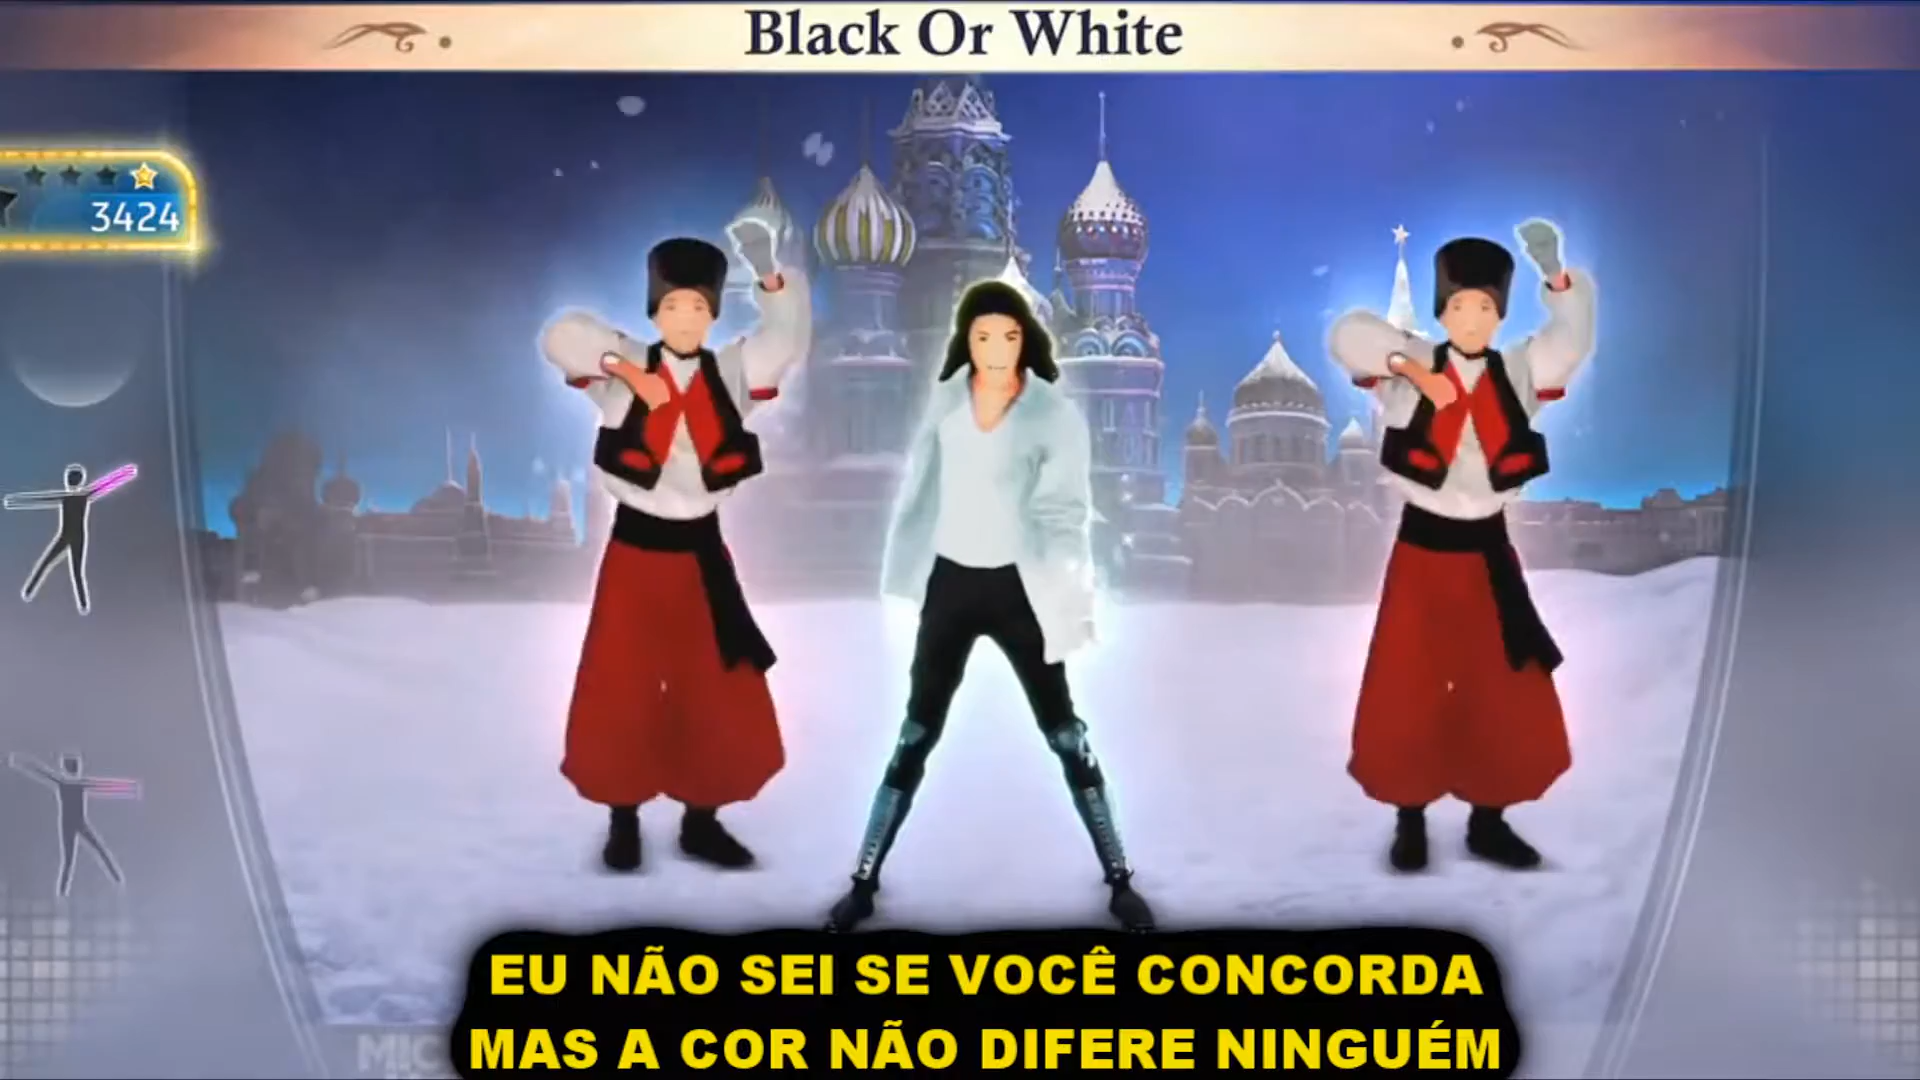 Black Or White
3424
EU NÃO SEI SE VOCÊ CONCORDA
MAS A COR NÃO DIFERE NINGUÉM